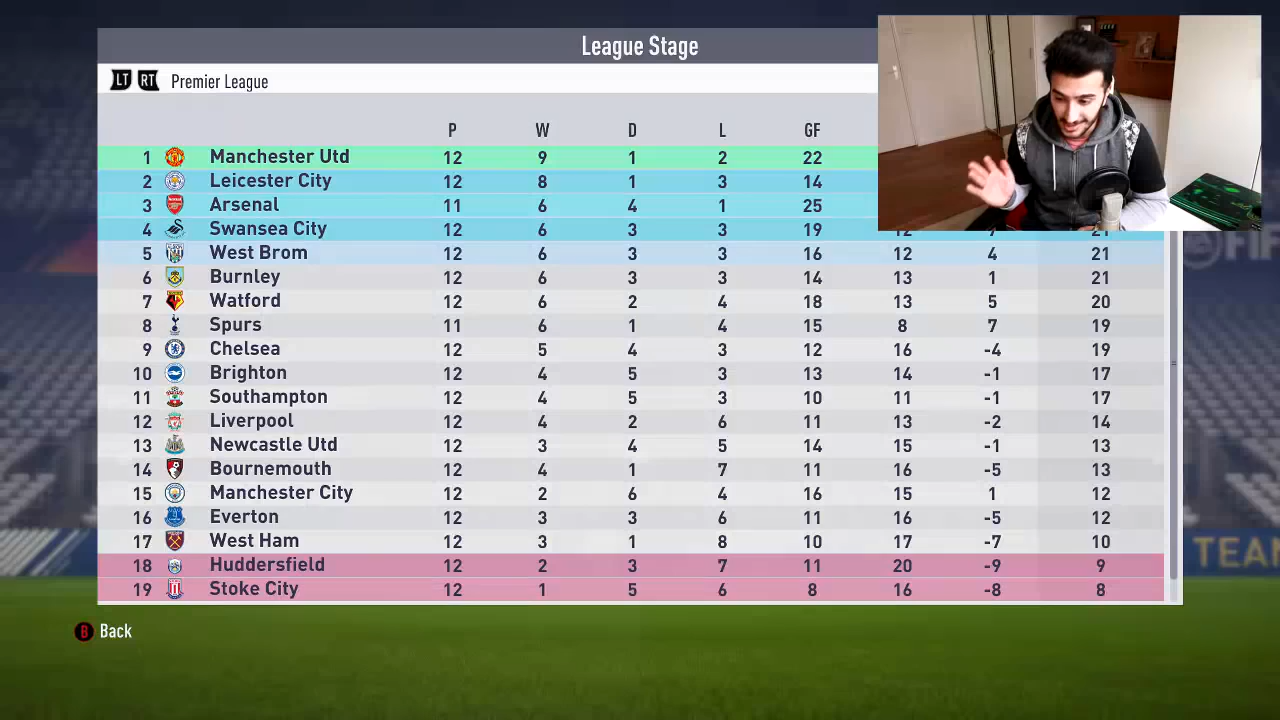 League Stage
LT RT Premier League
P W D L GF
1 Manchester Utd 12 9 1 2 22
2 Leicester City 12 8 1 3 14
3 Arsenal 11 6 4 1 25
4 Swansea City 12 6 3 3 19 12 7 21
5 West Brom 12 6 3 3 16 12 4 21
6 Burnley 12 6 3 3 14 13 1 21
7 Watford 12 6 2 4 18 13 5 20
8 Spurs 11 6 1 4 15 8 7 19
9 Chelsea 12 5 4 3 12 16 -4 19
10 Brighton 12 4 5 3 13 14 -1 17
11 Southampton 12 4 5 3 10 11 -1 17
12 Liverpool 12 4 2 6 11 13 -2 14
13 Newcastle Utd 12 3 4 5 14 15 -1 13
14 Bournemouth 12 4 1 7 11 16 -5 13
15 Manchester City 12 2 6 4 16 15 1 12
16 Everton 12 3 3 6 11 16 -5 12
17 West Ham 12 3 1 8 10 17 -7 10
18 Huddersfield 12 2 3 7 11 20 -9 9
19 Stoke City 12 1 5 6 8 16 -8 8
B Back
FIF
TEAM